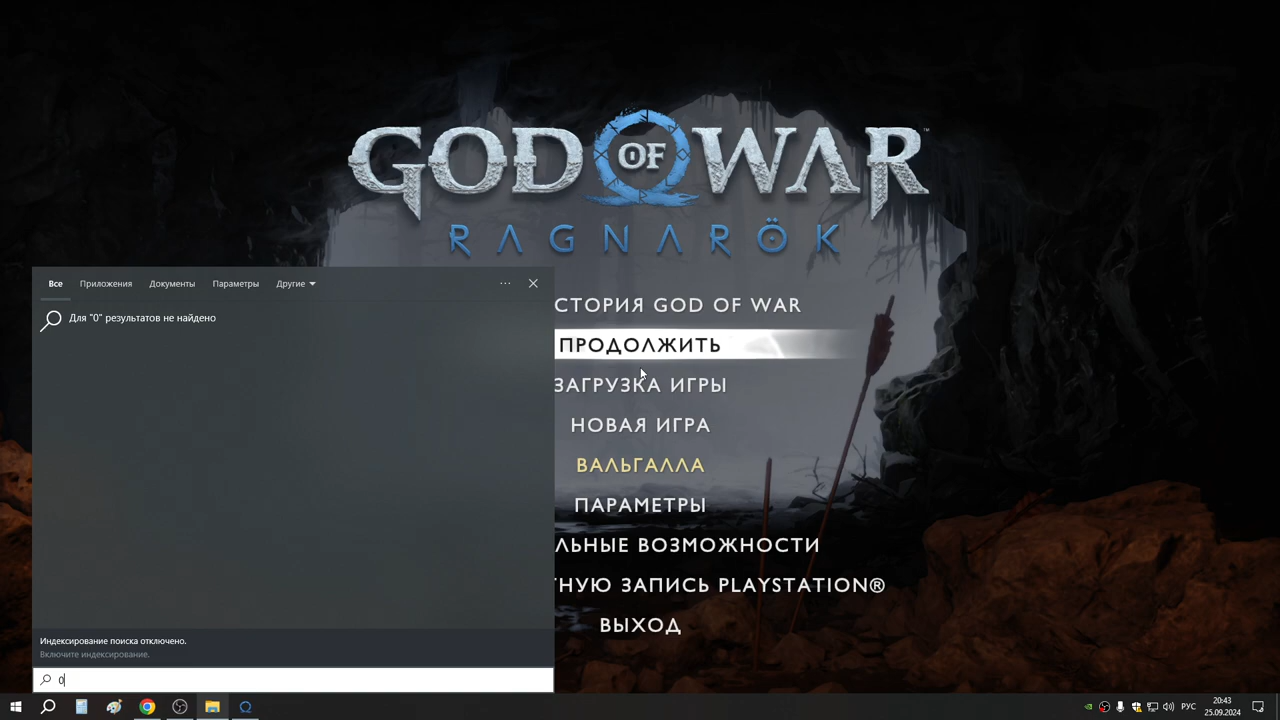 GOD OF WAR™
RAGNARÖK
СТОРИЯ GOD OF WAR
ПРОДОЛЖИТЬ
ЗАГРУЗКА ИГРЫ
НОВАЯ ИГРА
ВАЛЬГАЛЛА
ПАРАМЕТРЫ
ЛЬНЫЕ ВОЗМОЖНОСТИ
ТНУЮ ЗАПИСЬ PLAYSTATION®
ВЫХОД
Все Приложения Документы Параметры Другие
Для "0" результатов не найдено
Индексирование поиска отключено.
Включите индексирование.
0
РУС
20:43
25.09.2024